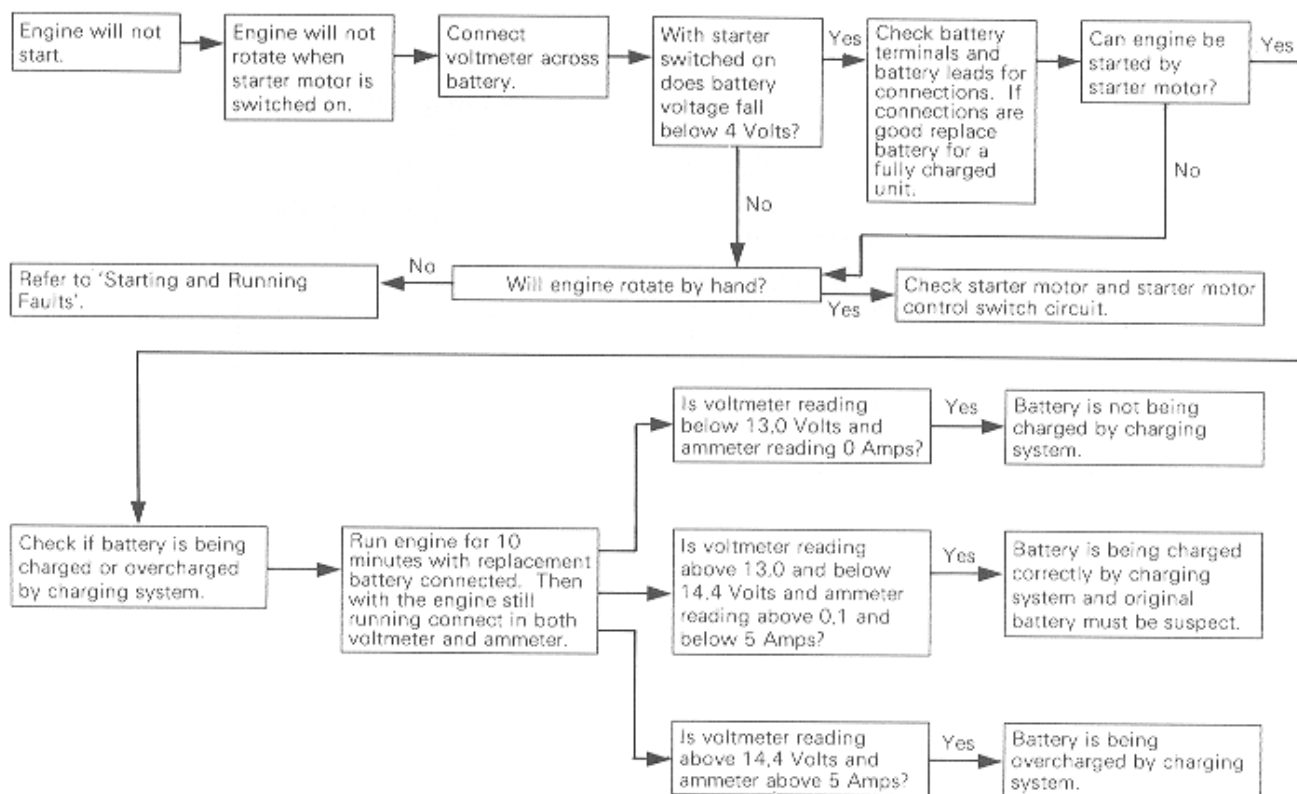 Engine will not
start.
Engine will not
rotate when
starter motor is
switched on.
Connect
voltmeter across
battery.
With starter
switched on
does battery
voltage fall
below 4 Volts?
Yes
Check battery
terminals and
battery leads for
connections. If
connections are
good replace
battery for a
fully charged
unit.
Can engine be
started by
starter motor?
Yes
No
No
Refer to 'Starting and Running
Faults'.
No
Will engine rotate by hand?
Yes
Check starter motor and starter motor
control switch circuit.
Check if battery is being
charged or overcharged
by charging system.
Run engine for 10
minutes with replacement
battery connected. Then
with the engine still
running connect in both
voltmeter and ammeter.
Is voltmeter reading
below 13,0 Volts and
ammeter reading 0 Amps?
Yes
Battery is not being
charged by charging
system.
Is voltmeter reading
above 13,0 and below
14,4 Volts and ammeter
reading above 0,1 and
below 5 Amps?
Yes
Battery is being charged
correctly by charging
system and original
battery must be suspect.
Is voltmeter reading
above 14,4 Volts and
ammeter above 5 Amps?
Yes
Battery is being
overcharged by charging
system.